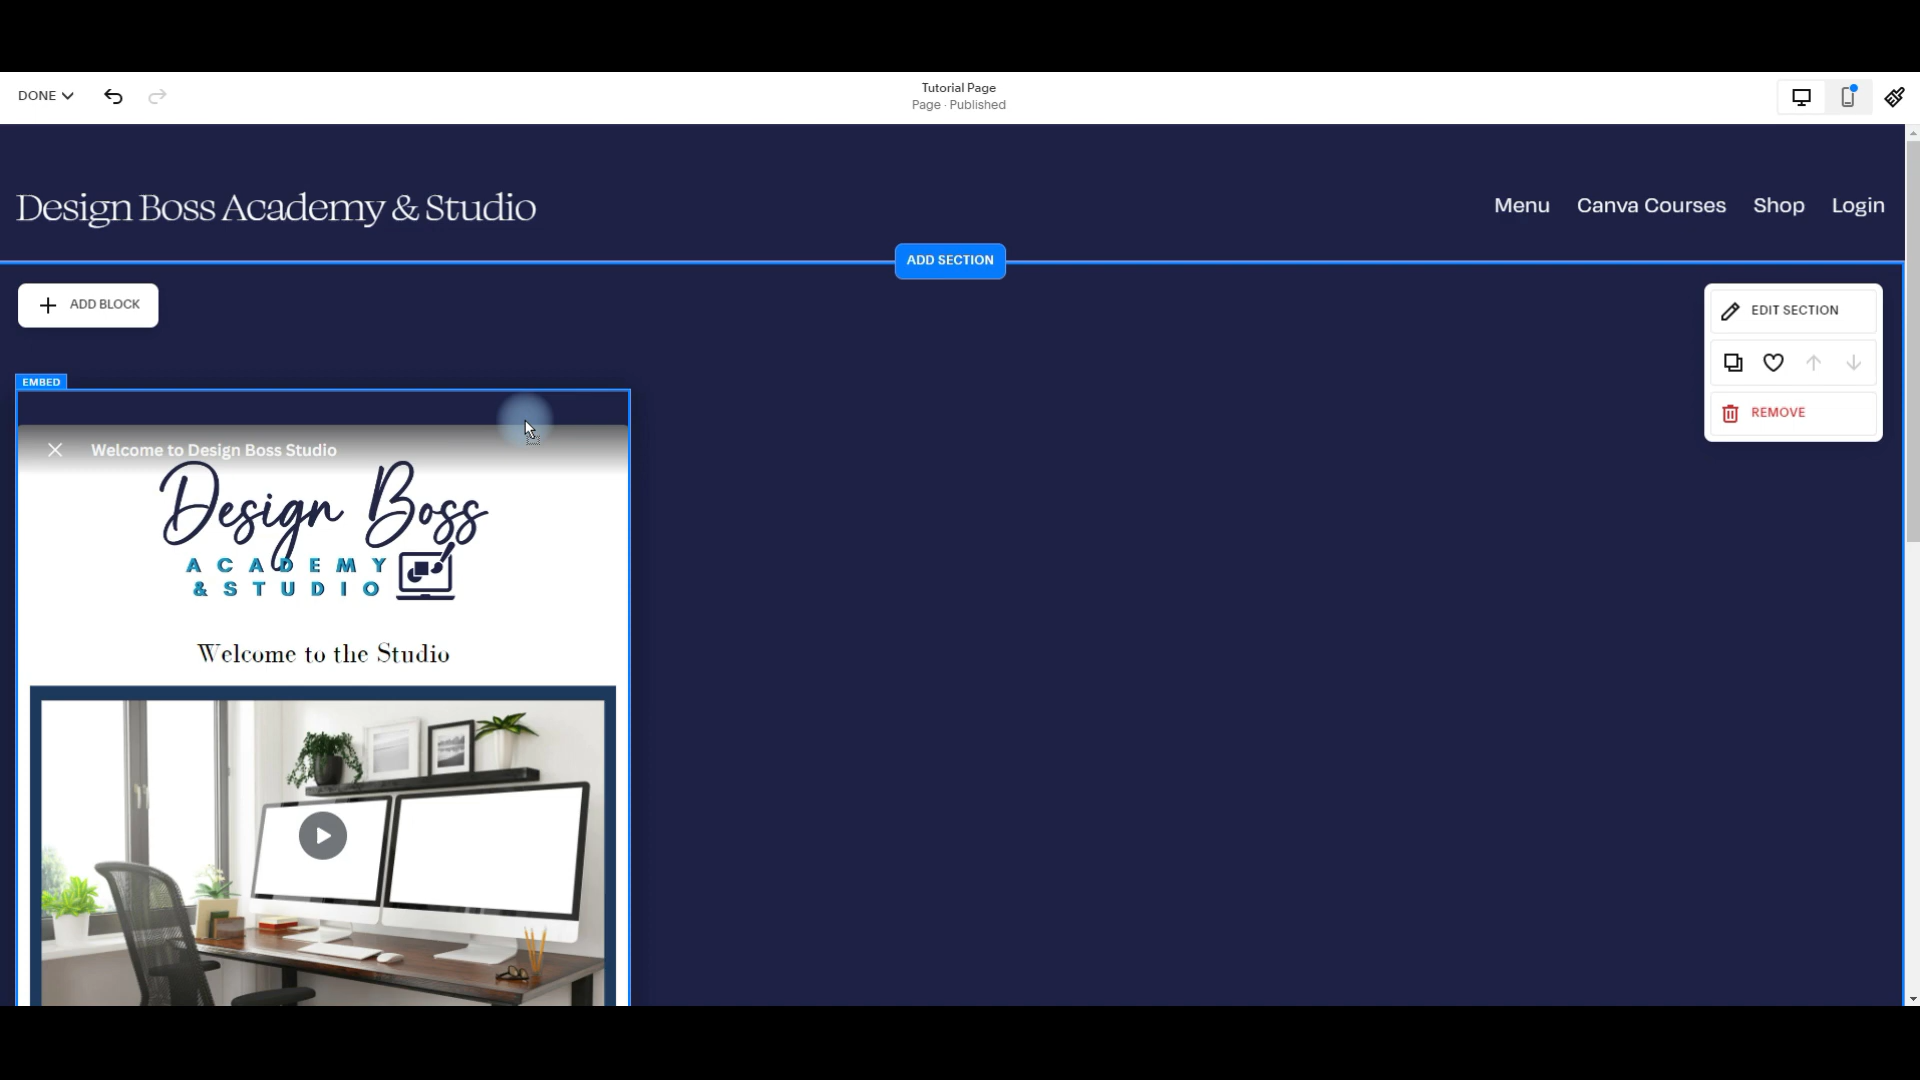 DONE
Tutorial Page
Page · Published
Design Boss Academy & Studio
Menu Canva Courses Shop Login
ADD SECTION
ADD BLOCK
EDIT SECTION
REMOVE
EMBED
Welcome to Design Boss Studio
Design Boss
ACADEMY
& STUDIO
Welcome to the Studio